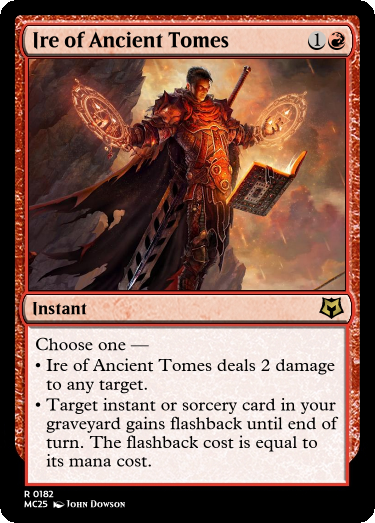 Ire of Ancient Tomes 1
Instant
Choose one —
• Ire of Ancient Tomes deals 2 damage
to any target.
• Target instant or sorcery card in your
graveyard gains flashback until end of
turn. The flashback cost is equal to
its mana cost.
R 0182
MC25 John Dowson